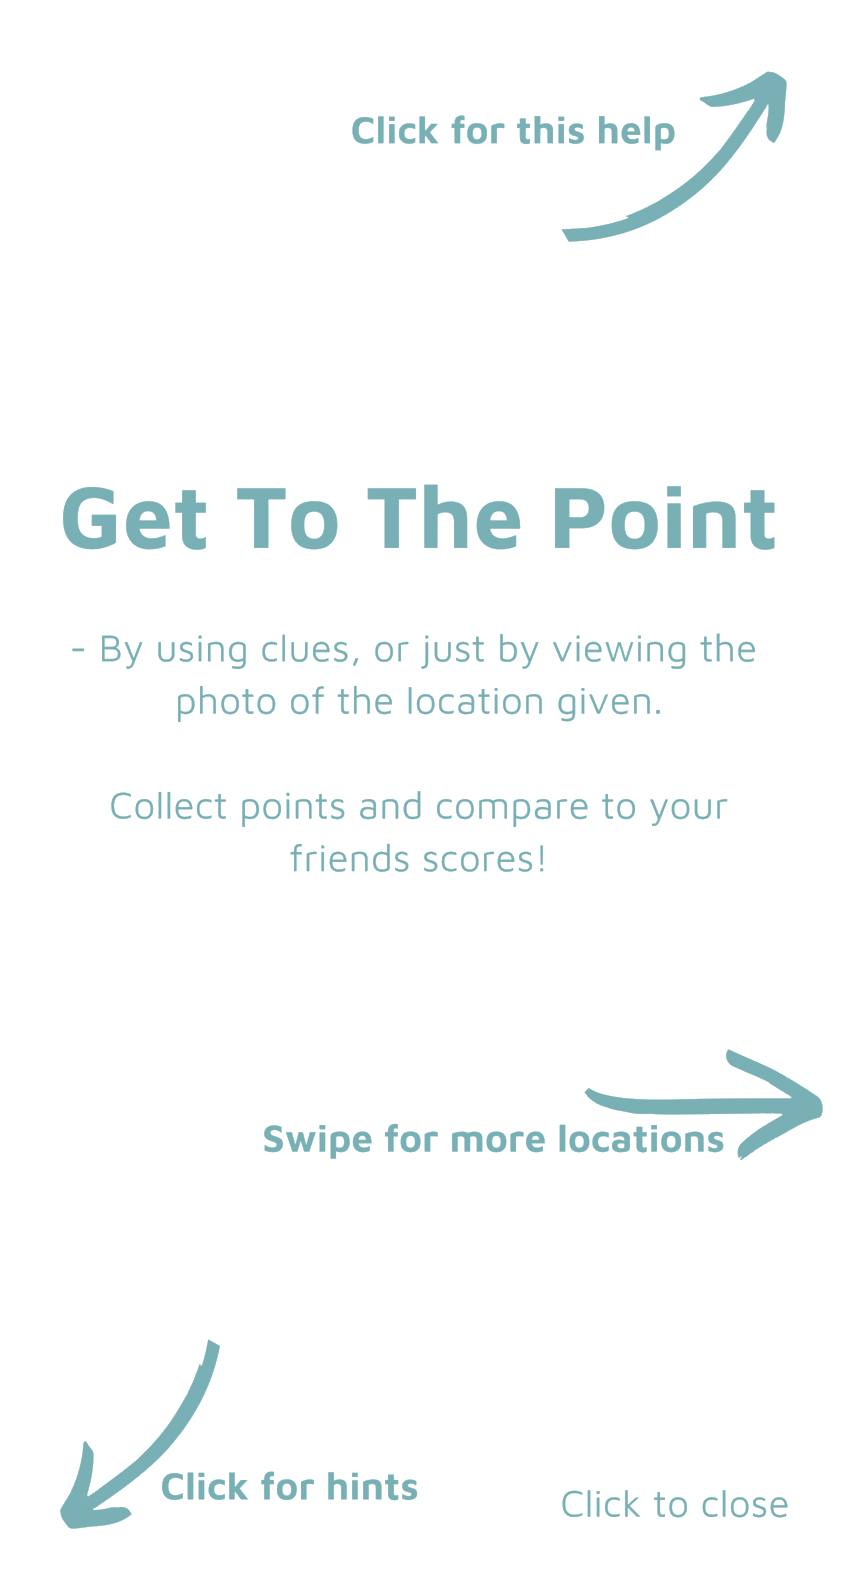 Click for this help
Get To The Point
- By using clues, or just by viewing the
photo of the location given.
Collect points and compare to your
friends scores!
Swipe for more locations
Click for hints
Click to close